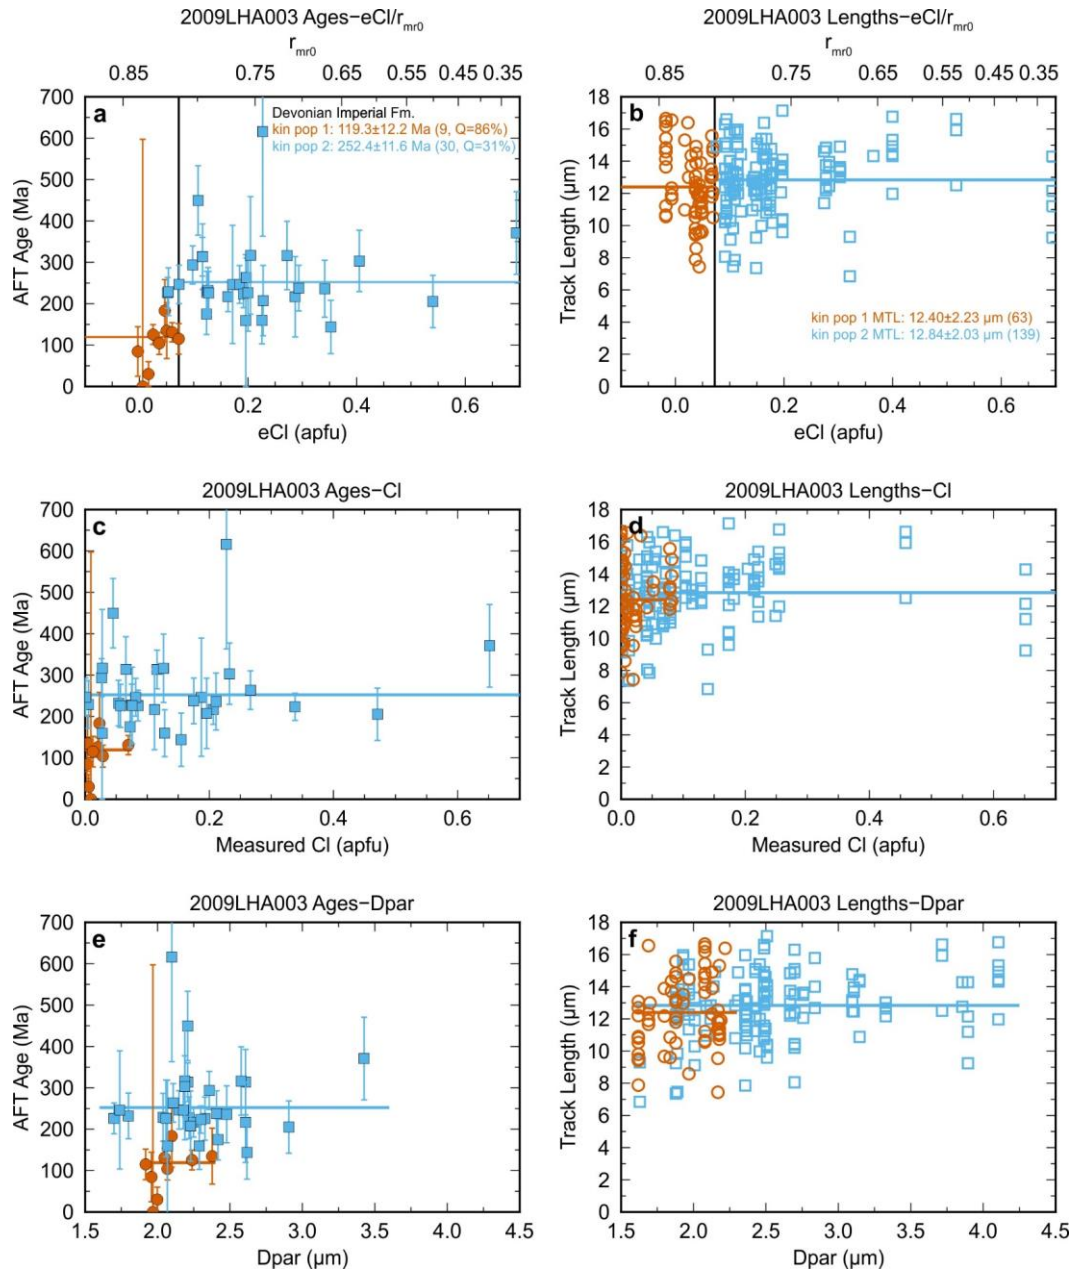 2009LHA003 Ages−eCl/rmr0
rmr0
0.85 0.75 0.65 0.55 0.45 0.35
a
Devonian Imperial Fm.
kin pop 1: 119.3±12.2 Ma (9, Q=86%)
kin pop 2: 252.4±11.6 Ma (30, Q=31%)
700
600
500
400
300
200
100
0
AFT Age (Ma)
0.0 0.2 0.4 0.6
eCl (apfu)
2009LHA003 Lengths−eCl/rmr0
rmr0
0.85 0.75 0.65 0.55 0.45 0.35
b
18
16
14
12
10
8
6
4
2
0
Track Length (µm)
kin pop 1 MTL: 12.40±2.23 µm (63)
kin pop 2 MTL: 12.84±2.03 µm (139)
0.0 0.2 0.4 0.6
eCl (apfu)
2009LHA003 Ages−Cl
c
700
600
500
400
300
200
100
0
AFT Age (Ma)
0.0 0.2 0.4 0.6
Measured Cl (apfu)
2009LHA003 Lengths−Cl
d
18
16
14
12
10
8
6
4
2
0
Track Length (µm)
0.0 0.2 0.4 0.6
Measured Cl (apfu)
2009LHA003 Ages−Dpar
e
700
600
500
400
300
200
100
0
AFT Age (Ma)
1.5 2.0 2.5 3.0 3.5 4.0 4.5
Dpar (µm)
2009LHA003 Lengths−Dpar
f
18
16
14
12
10
8
6
4
2
0
Track Length (µm)
1.5 2.0 2.5 3.0 3.5 4.0 4.5
Dpar (µm)